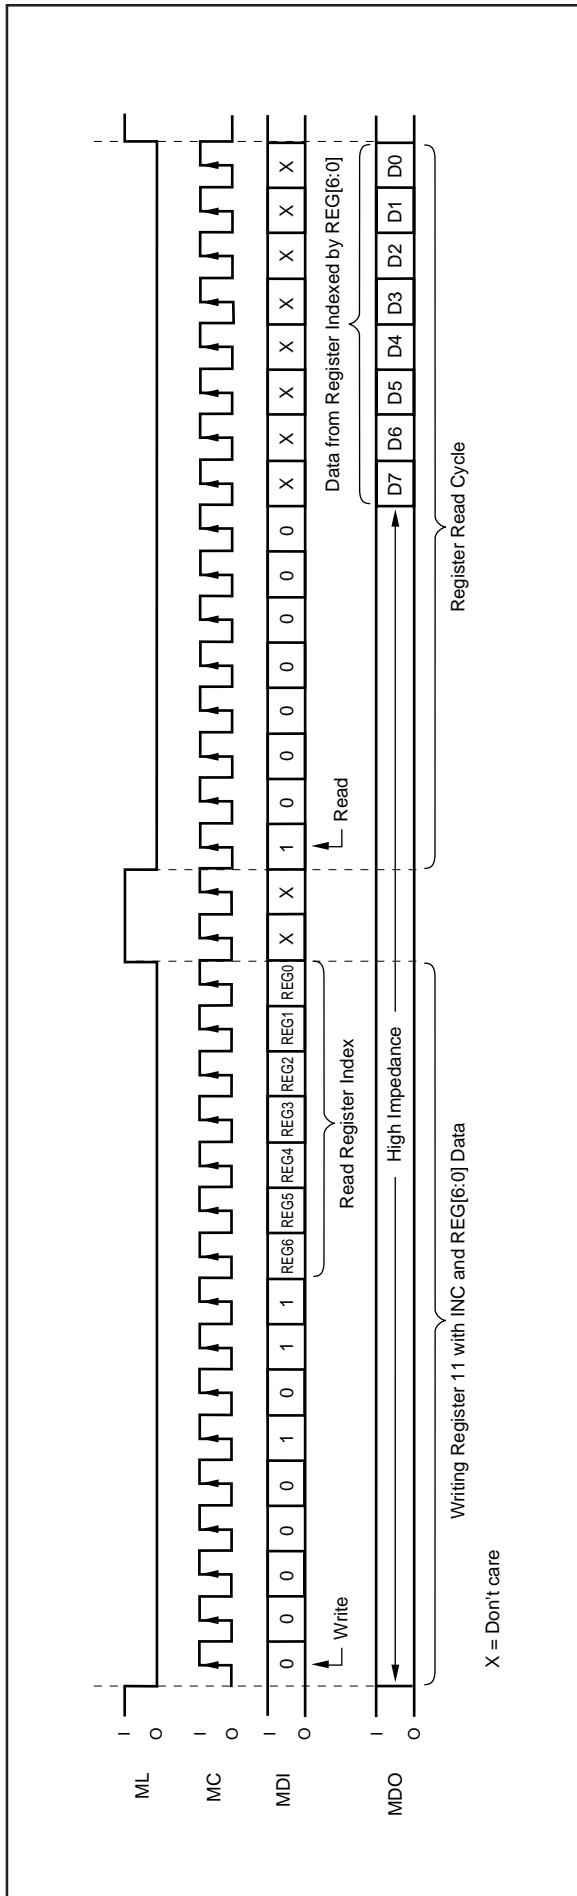 I
ML
O
I
MC
O
I
MDI 0 0 0 0 0 1 0 1 1 REG6 REG5 REG4 REG3 REG2 REG1 REG0 X X 1 0 0 0 0 0 0 0 X X X X X X X X
O
Write Read Register Index Read Data from Register Indexed by REG[6:0]
I
MDO High Impedance D7 D6 D5 D4 D3 D2 D1 D0
O
Writing Register 11 with INC and REG[6:0] Data Register Read Cycle
X = Don't care